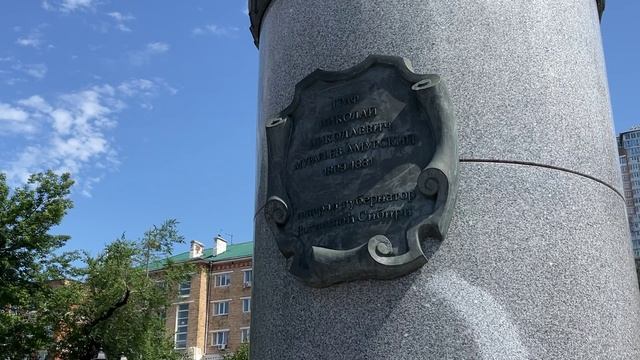 ГРАФ
НИКОЛАЙ
НИКОЛАЕВИЧ
МУРАВЬЕВ-АМУРСКИЙ
1809-1881
генерал-губернатор
Восточной Сибири